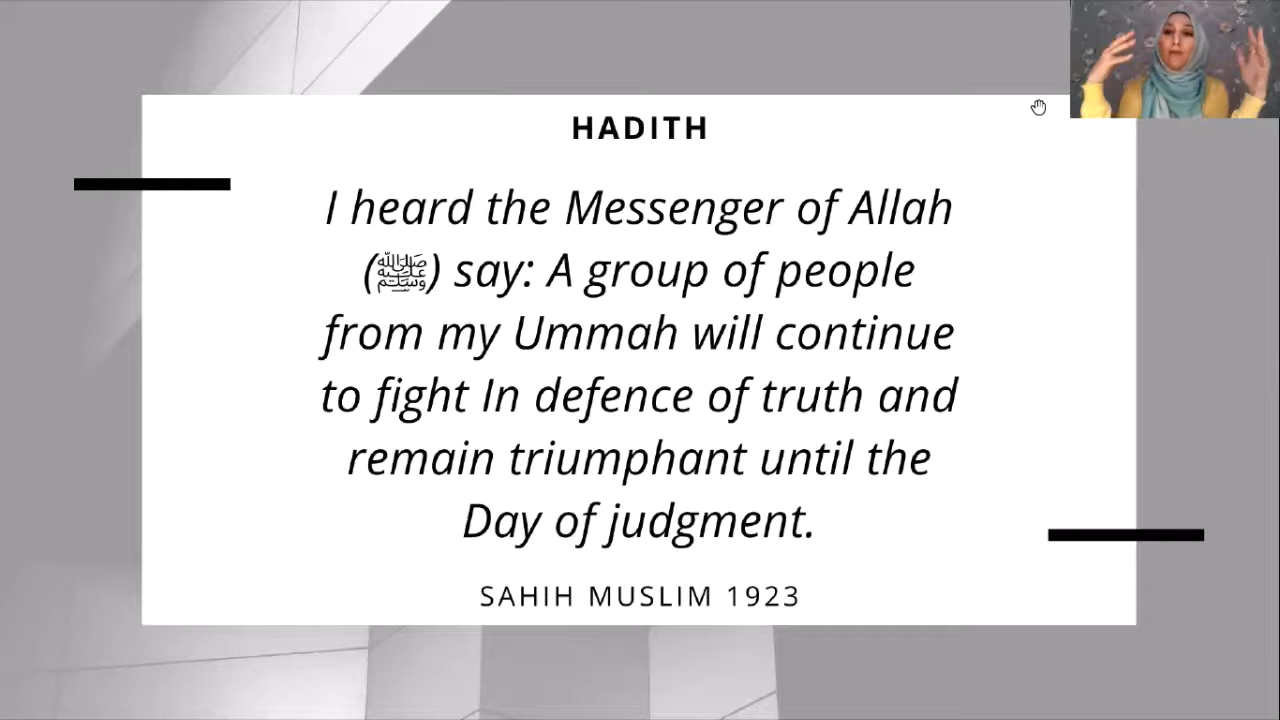 HADITH
I heard the Messenger of Allah
(ﷺ) say: A group of people
from my Ummah will continue
to fight In defence of truth and
remain triumphant until the
Day of judgment.
SAHIH MUSLIM 1923